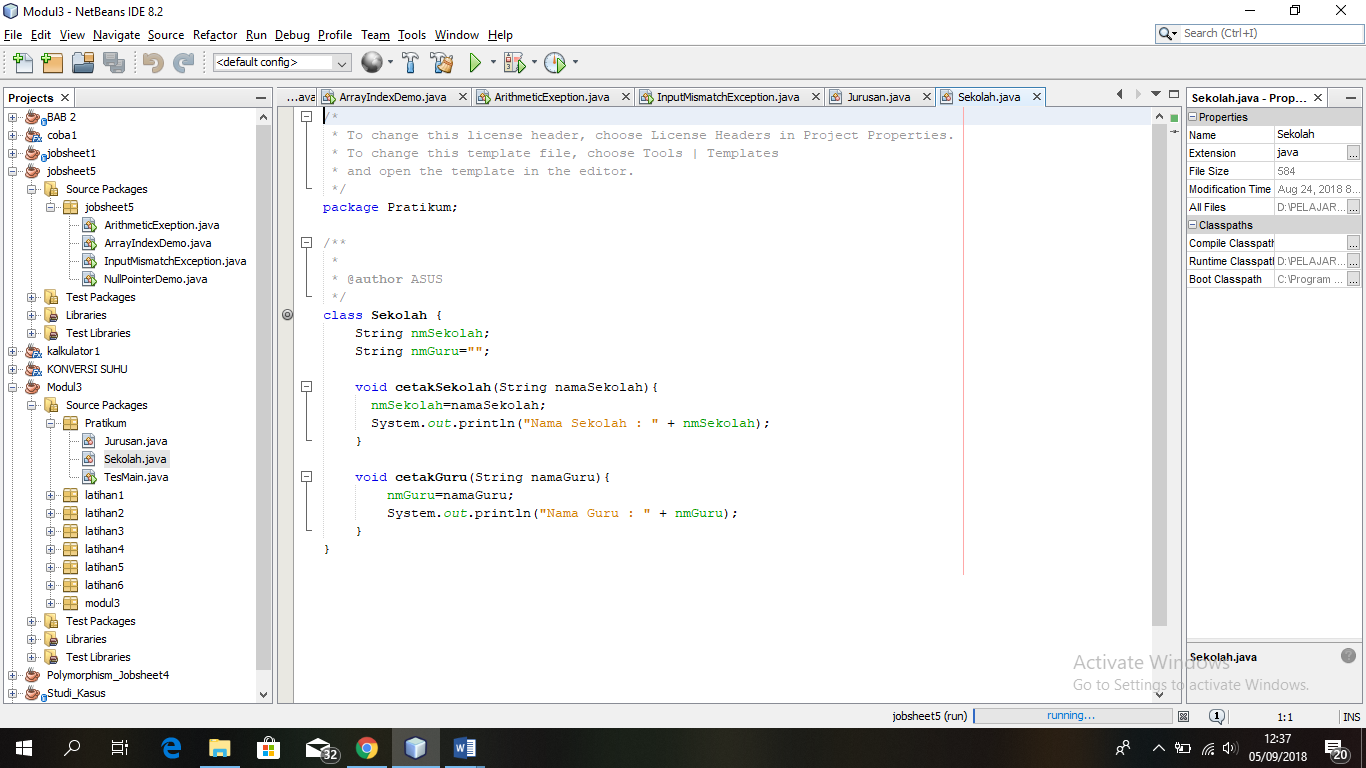 Modul3 - NetBeans IDE 8.2
File Edit View Navigate Source Refactor Run Debug Profile Team Tools Window Help
Search (Ctrl+I)
<default config>
Projects
BAB 2
coba1
jobsheet1
jobsheet5
Source Packages
jobsheet5
ArithmeticExeption.java
ArrayIndexDemo.java
InputMismatchException.java
NullPointerDemo.java
Test Packages
Libraries
Test Libraries
kalkulator1
KONVERSI SUHU
Modul3
Source Packages
Pratikum
Jurusan.java
Sekolah.java
TesMain.java
latihan1
latihan2
latihan3
latihan4
latihan5
latihan6
modul3
Test Packages
Libraries
Test Libraries
Polymorphism_Jobsheet4
Studi_Kasus
...ava ArrayIndexDemo.java ArithmeticExeption.java InputMismatchException.java Jurusan.java Sekolah.java
/*
* To change this license header, choose License Headers in Project Properties.
* To change this template file, choose Tools | Templates
* and open the template in the editor.
*/
package Pratikum;
/**
*
* @author ASUS
*/
class Sekolah {
String nmSekolah;
String nmGuru="";
void cetakSekolah(String namaSekolah){
nmSekolah=namaSekolah;
System.out.println("Nama Sekolah : " + nmSekolah);
}
void cetakGuru(String namaGuru){
nmGuru=namaGuru;
System.out.println("Nama Guru : " + nmGuru);
}
}
Sekolah.java - Prop...
Properties
Name Sekolah
Extension java ...
File Size 584
Modification Time Aug 24, 2018 8...
All Files D:\PELAJAR... ...
Classpaths
Compile Classpath ...
Runtime Classpath D:\PELAJAR... ...
Boot Classpath C:\Program ... ...
Sekolah.java
Activate Windows
Go to Settings to activate Windows.
jobsheet5 (run) running... 1 1:1 INS
32
12:37
05/09/2018
20